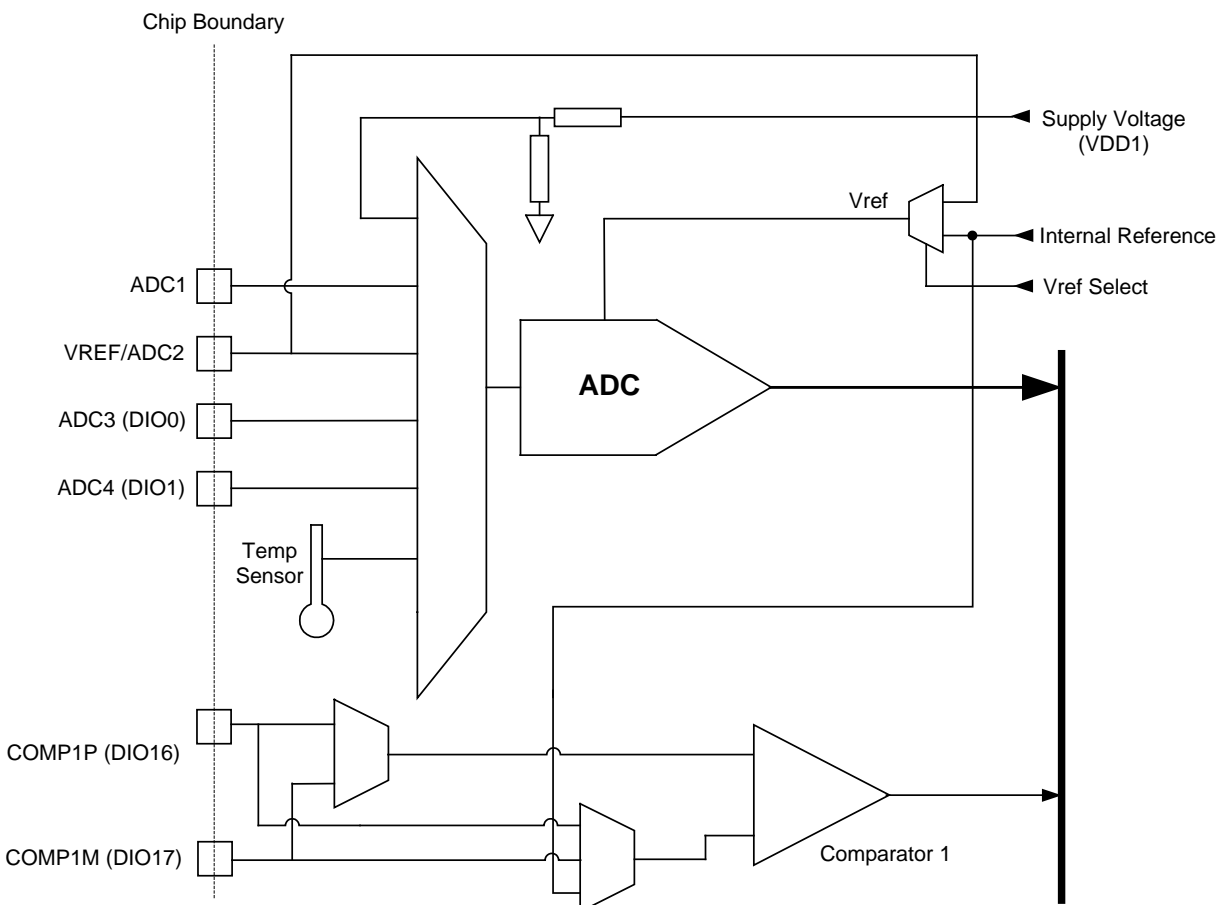 Chip Boundary
Supply Voltage
(VDD1)
Vref
Internal Reference
ADC1
Vref Select
VREF/ADC2
ADC
ADC3 (DIO0)
ADC4 (DIO1)
Temp
Sensor
COMP1P (DIO16)
COMP1M (DIO17)
Comparator 1